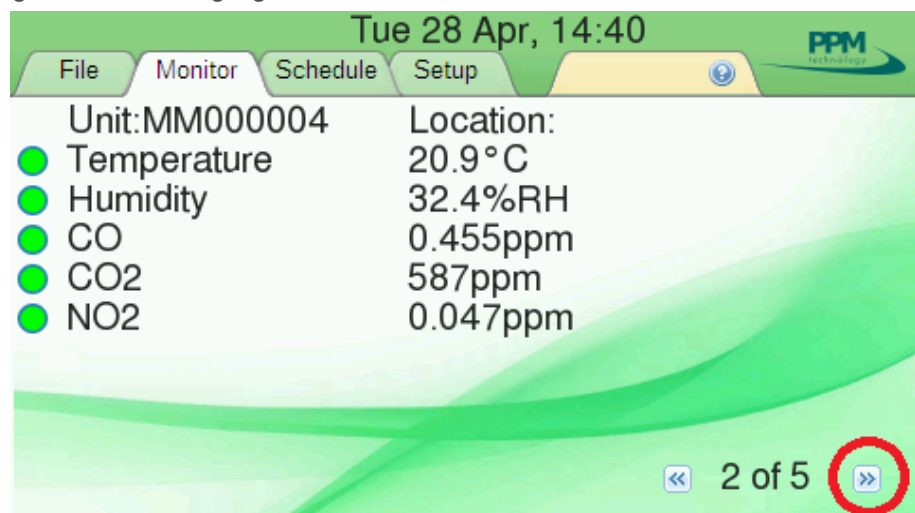 Tue 28 Apr, 14:40
PPM
technology
File Monitor Schedule Setup
Unit:MM000004 Location:
Temperature 20.9°C
Humidity 32.4%RH
CO 0.455ppm
CO2 587ppm
NO2 0.047ppm
2 of 5